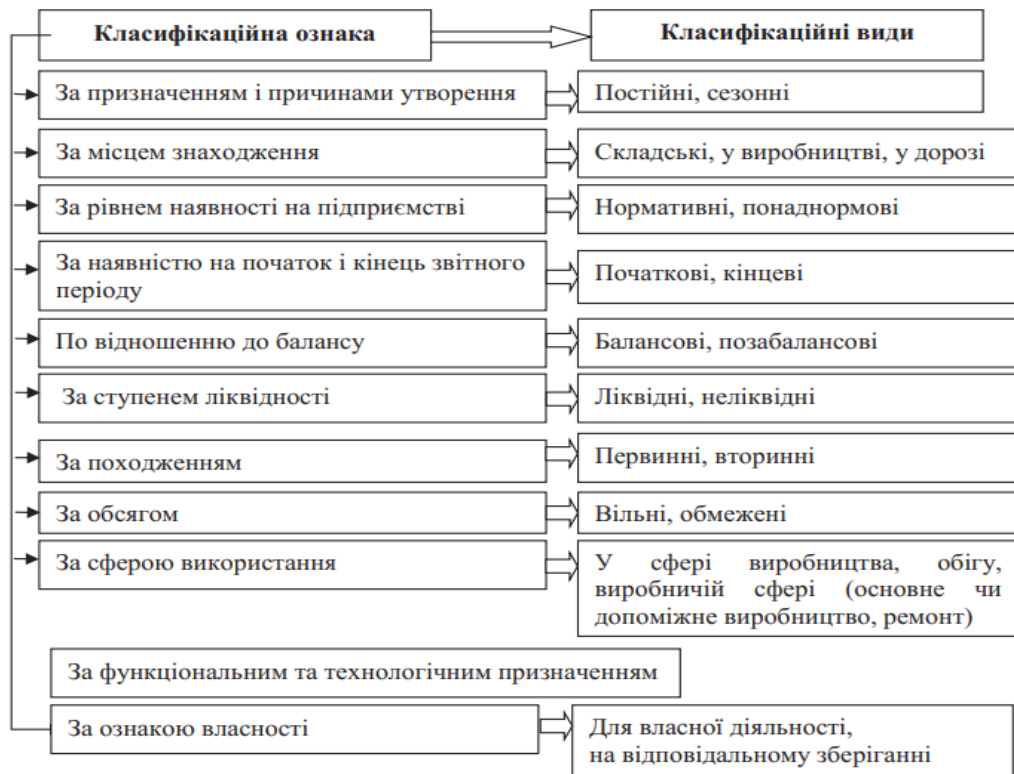 Класифікаційна ознака
Класифікаційні види
За призначенням і причинами утворення
Постійні, сезонні
За місцем знаходження
Складські, у виробництві, у дорозі
За рівнем наявності на підприємстві
Нормативні, понаднормові
За наявністю на початок і кінець звітного
періоду
Початкові, кінцеві
По відношенню до балансу
Балансові, позабалансові
За ступенем ліквідності
Ліквідні, неліквідні
За походженням
Первинні, вторинні
За обсягом
Вільні, обмежені
За сферою використання
У сфері виробництва, обігу,
виробничій сфері (основне чи
допоміжне виробництво, ремонт)
За функціональним та технологічним призначенням
За ознакою власності
Для власної діяльності,
на відповідальному зберіганні